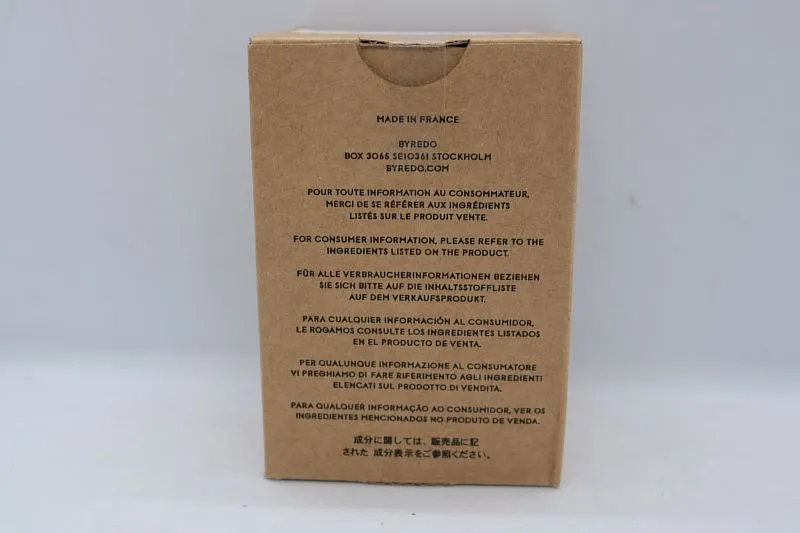 MADE IN FRANCE
BYREDO
BOX 3065 SE10361 STOCKHOLM
BYREDO.COM
POUR TOUTE INFORMATION AU CONSOMMATEUR,
MERCI DE SE RÉFÉRER AUX INGRÉDIENTS
LISTÉS SUR LE PRODUIT VENTE.
FOR CONSUMER INFORMATION, PLEASE REFER TO THE
INGREDIENTS LISTED ON THE PRODUCT.
FÜR ALLE VERBRAUCHERINFORMATIONEN BEZIEHEN
SIE SICH BITTE AUF DIE INHALTSSTOFFLISTE
AUF DEM VERKAUFSPRODUKT.
PARA CUALQUIER INFORMACIÓN AL CONSUMIDOR,
LE ROGAMOS CONSULTE LOS INGREDIENTES LISTADOS
EN EL PRODUCTO DE VENTA.
PER QUALUNQUE INFORMAZIONE AL CONSUMATORE
VI PREGHIAMO DI FARE RIFERIMENTO AGLI INGREDIENTI
ELENCATI SUL PRODOTTO DI VENDITA.
PARA QUALQUER INFORMAÇÃO AO CONSUMIDOR, VER OS
INGREDIENTES MENCIONADOS NO PRODUTO DE VENDA.
成分に関しては、販売品に記
された 成分表示をご参照ください。